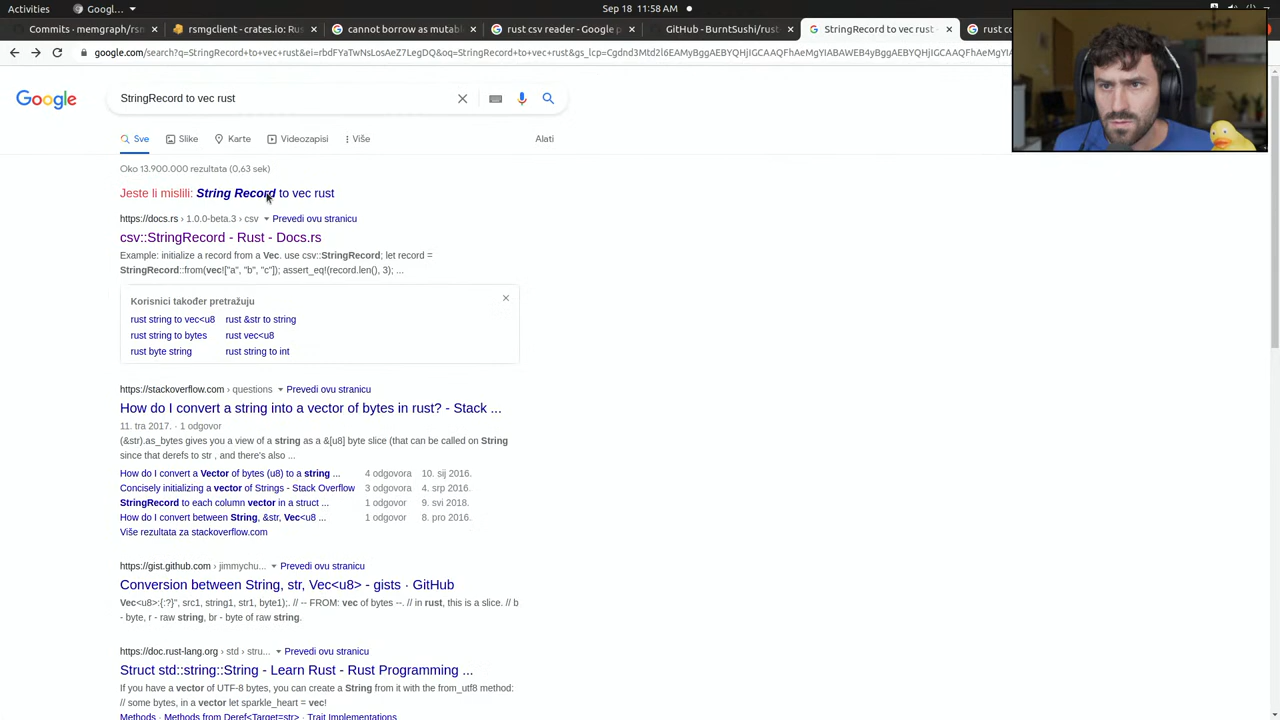 Activities
Googl...
Sep 18 11:58 AM
Commits · memgraph/rsm
rsmgclient - crates.io: Rus
cannot borrow as mutabl
rust csv reader - Google p
GitHub - BurntSushi/rust
StringRecord to vec rust
rust co
google.com/search?q=StringRecord+to+vec+rust&ei=rbdFYaTwNsLosAeZ7LegDQ&oq=StringRecord+to+vec+rust&gs_lcp=Cgdnd3Mtd2l6EAMyBggAEBYQHjIGCAAQFhAeMgYIABAWEB4yBggAEBYQHjIGCAAQFhAeMgYIA
Google
StringRecord to vec rust
Sve
Slike
Karte
Videozapisi
Više
Alati
Oko 13.900.000 rezultata (0,63 sek)
Jeste li mislili: String Record to vec rust
https://docs.rs › 1.0.0-beta.3 › csv Prevedi ovu stranicu
csv::StringRecord - Rust - Docs.rs
Example: initialize a record from a Vec. use csv::StringRecord; let record =
StringRecord::from(vec!["a", "b", "c"]); assert_eq!(record.len(), 3); ...
Korisnici također pretražuju
rust string to vec<u8 rust &str to string
rust string to bytes rust vec<u8
rust byte string rust string to int
https://stackoverflow.com › questions Prevedi ovu stranicu
How do I convert a string into a vector of bytes in rust? - Stack ...
11. tra 2017. · 1 odgovor
(&str).as_bytes gives you a view of a string as a &[u8] byte slice (that can be called on String
since that derefs to str , and there's also ...
How do I convert a Vector of bytes (u8) to a string ... 4 odgovora 10. sij 2016.
Concisely initializing a vector of Strings - Stack Overflow 3 odgovora 4. srp 2016.
StringRecord to each column vector in a struct ... 1 odgovor 9. svi 2018.
How do I convert between String, &str, Vec<u8 ... 1 odgovor 8. pro 2016.
Više rezultata za stackoverflow.com
https://gist.github.com › jimmychu... Prevedi ovu stranicu
Conversion between String, str, Vec<u8> - gists · GitHub
Vec<u8>:{:?}", src1, string1, str1, byte1);. // -- FROM: vec of bytes --. // in rust, this is a slice. // b
- byte, r - raw string, br - byte of raw string.
https://doc.rust-lang.org › std › stru... Prevedi ovu stranicu
Struct std::string::String - Learn Rust - Rust Programming ...
If you have a vector of UTF-8 bytes, you can create a String from it with the from_utf8 method:
// some bytes, in a vector let sparkle_heart = vec!
Methods · Methods from Deref<Target=str> · Trait Implementations